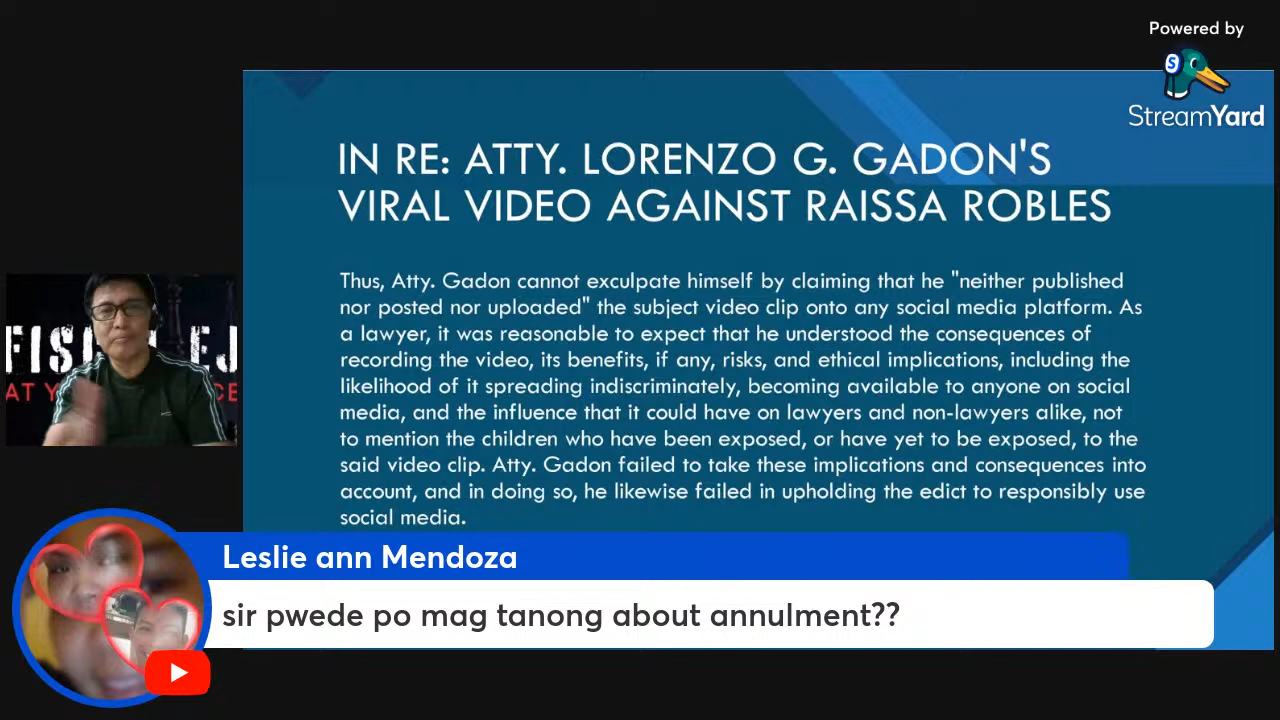 Powered by
StreamYard
IN RE: ATTY. LORENZO G. GADON'S
VIRAL VIDEO AGAINST RAISSA ROBLES
Thus, Atty. Gadon cannot exculpate himself by claiming that he "neither published
nor posted nor uploaded" the subject video clip onto any social media platform. As
a lawyer, it was reasonable to expect that he understood the consequences of
recording the video, its benefits, if any, risks, and ethical implications, including the
likelihood of it spreading indiscriminately, becoming available to anyone on social
media, and the influence that it could have on lawyers and non-lawyers alike, not
to mention the children who have been exposed, or have yet to be exposed, to the
said video clip. Atty. Gadon failed to take these implications and consequences into
account, and in doing so, he likewise failed in upholding the edict to responsibly use
social media.
Leslie ann Mendoza
sir pwede po mag tanong about annulment??